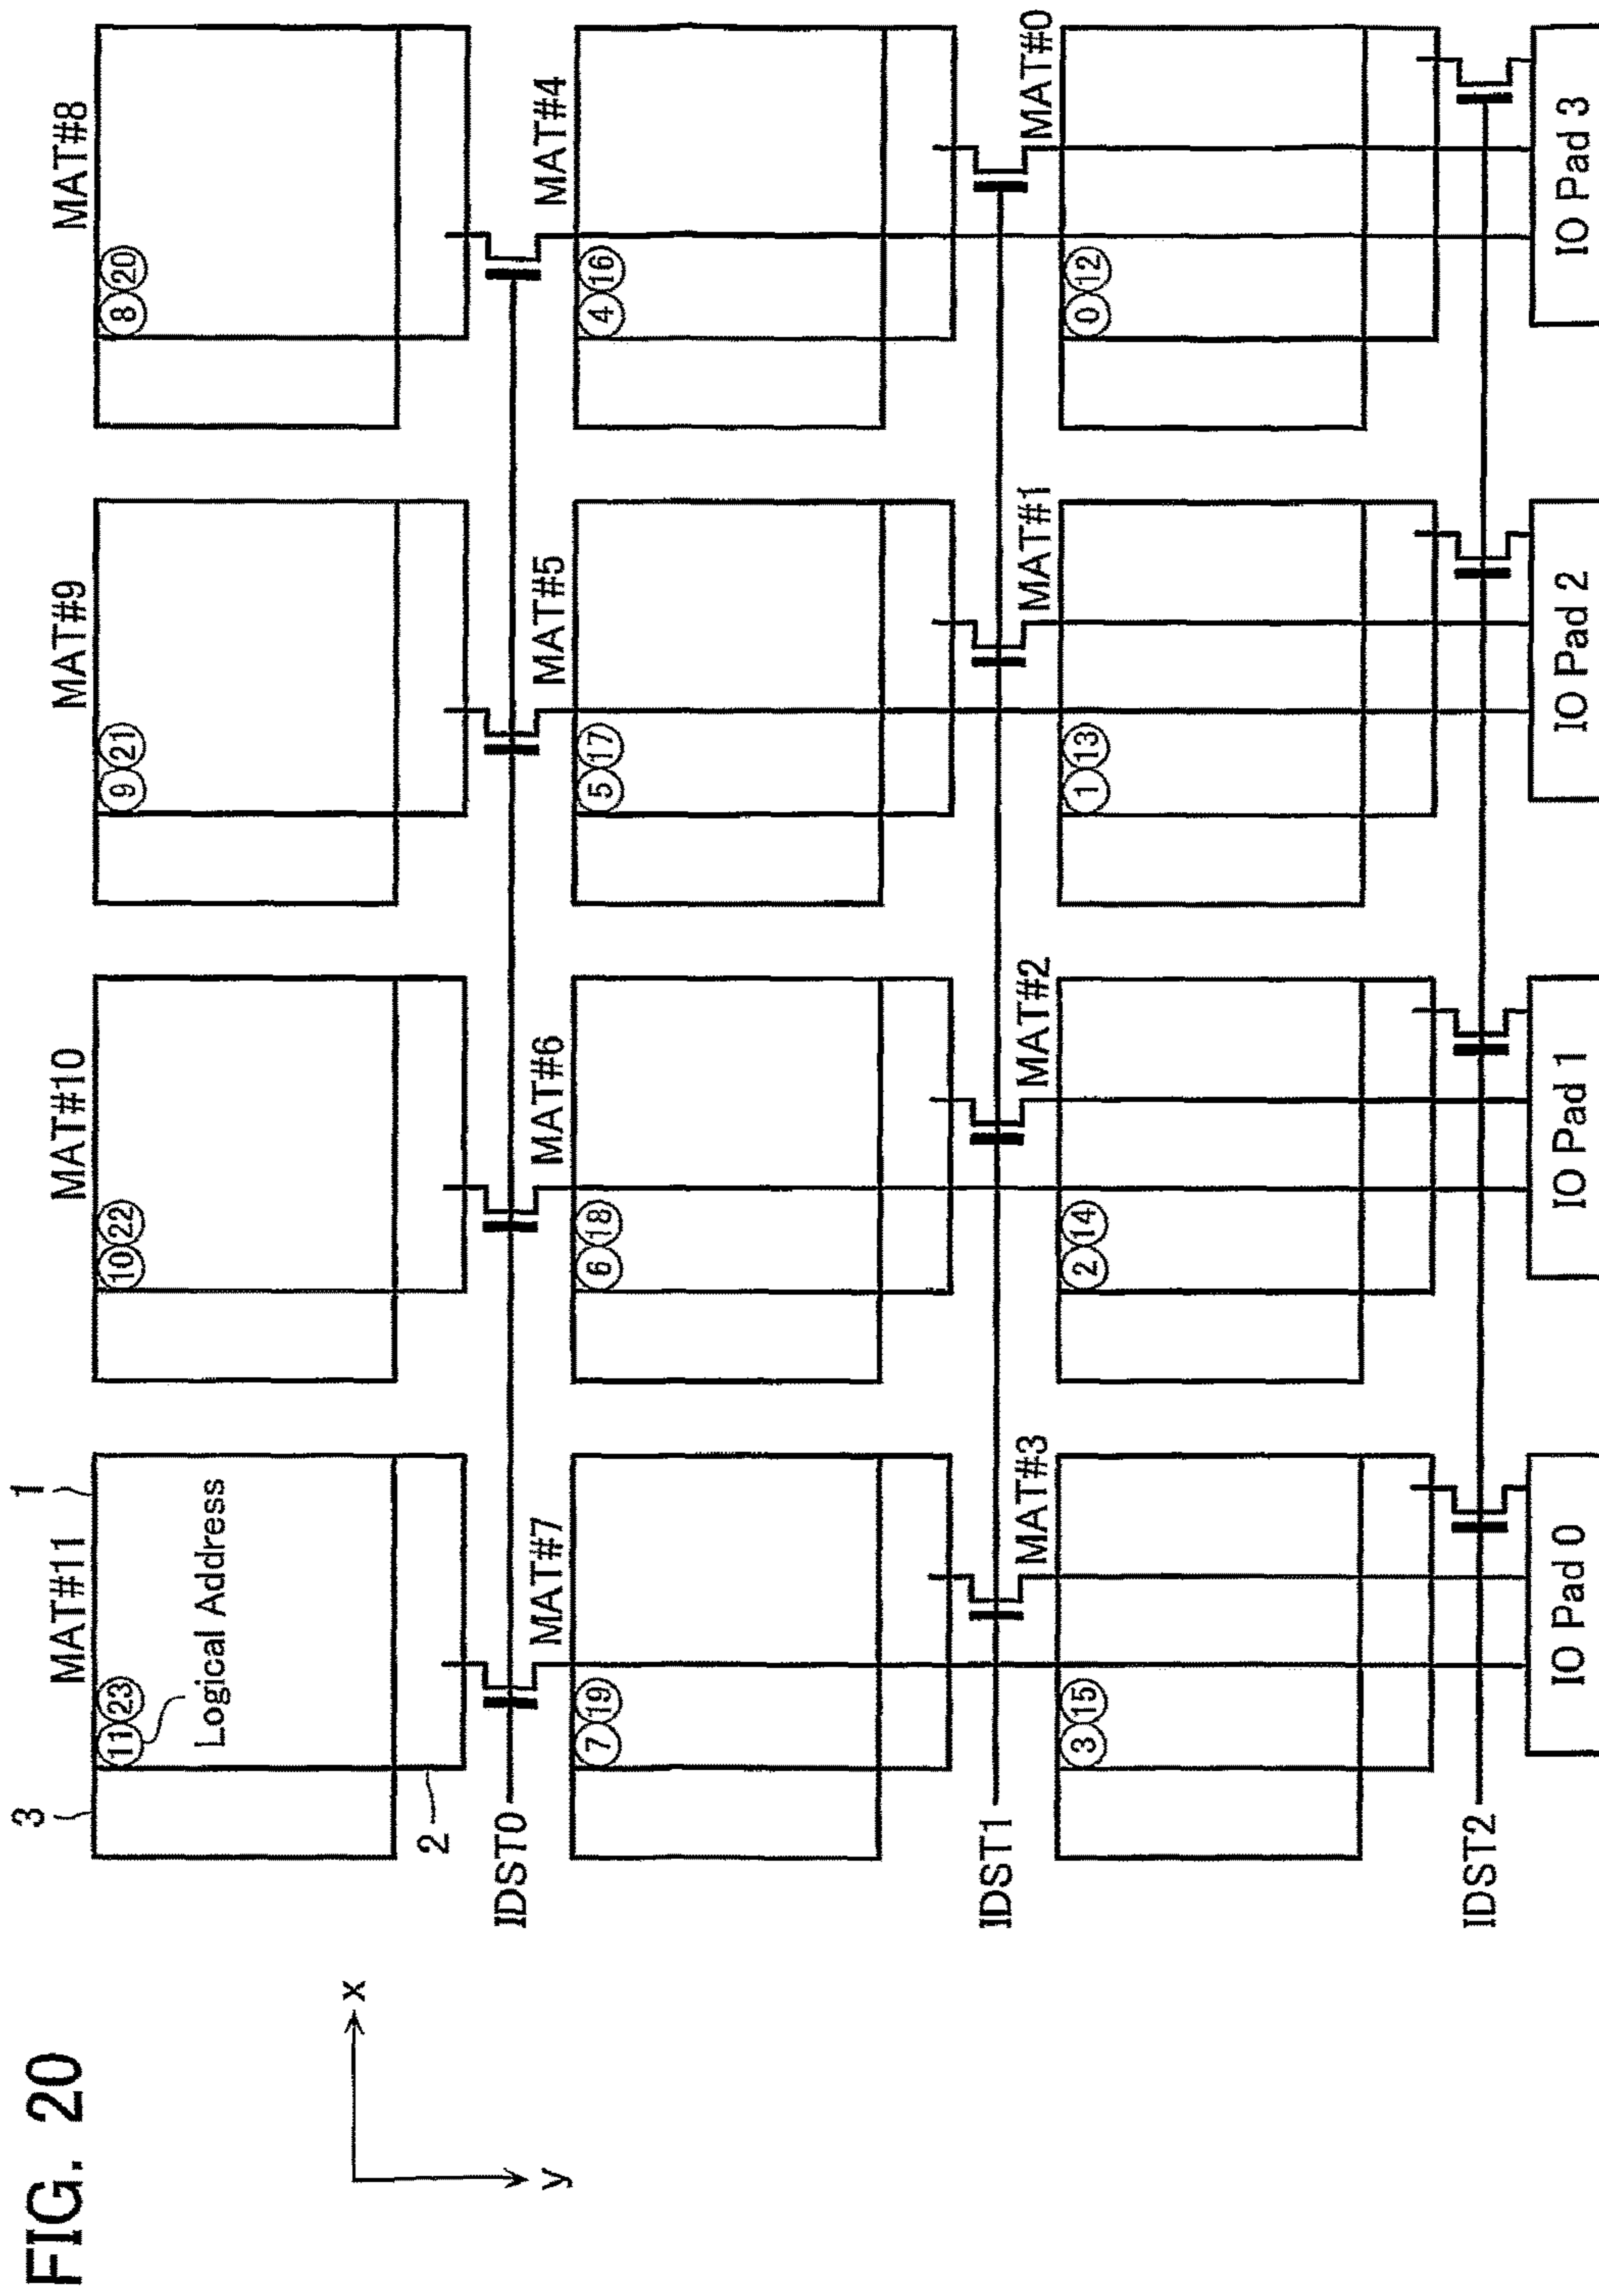 FIG. 20
3 1
MAT#11 MAT#10 MAT#9 MAT#8
11 23 10 22 9 21 8 20
Logical Address
x
y
2
IDST0
MAT#7 MAT#6 MAT#5 MAT#4
7 19 6 18 5 17 4 16
IDST1
MAT#3 MAT#2 MAT#1 MAT#0
3 15 2 14 1 13 0 12
IDST2
IO Pad 0 IO Pad 1 IO Pad 2 IO Pad 3